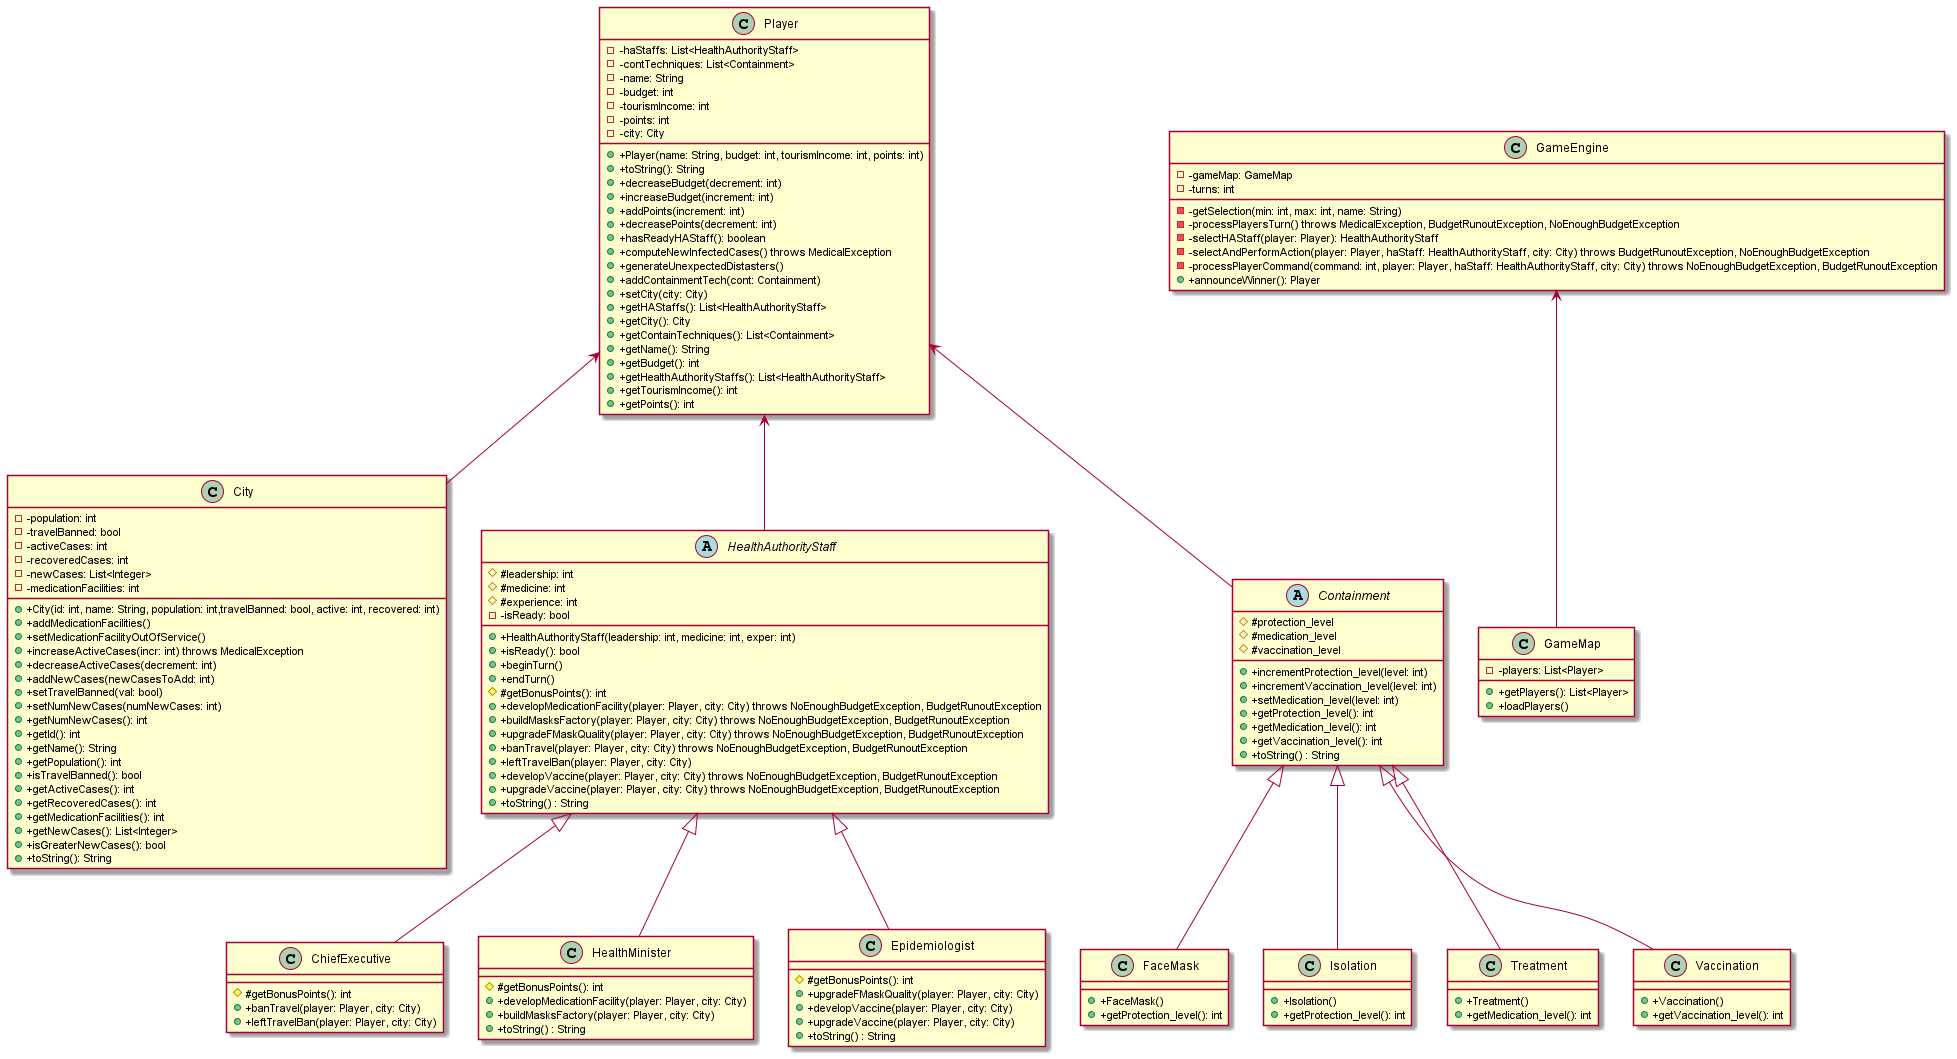 C Player
-haStaffs: List<HealthAuthorityStaff>
-contTechniques: List<Containment>
-name: String
-budget: int
-tourismIncome: int
-points: int
-city: City
+Player(name: String, budget: int, tourismIncome: int, points: int)
+toString(): String
+decreaseBudget(decrement: int)
+increaseBudget(increment: int)
+addPoints(increment: int)
+decreasePoints(decrement: int)
+hasReadyHAStaff(): boolean
+computeNewInfectedCases() throws MedicalException
+generateUnexpectedDistasters()
+addContainmentTech(cont: Containment)
+setCity(city: City)
+getHAStaffs(): List<HealthAuthorityStaff>
+getCity(): City
+getContainTechniques(): List<Containment>
+getName(): String
+getBudget(): int
+getHealthAuthorityStaffs(): List<HealthAuthorityStaff>
+getTourismIncome(): int
+getPoints(): int
C GameEngine
-gameMap: GameMap
-turns: int
-getSelection(min: int, max: int, name: String)
-processPlayersTurn() throws MedicalException, BudgetRunoutException, NoEnoughBudgetException
-selectHAStaff(player: Player): HealthAuthorityStaff
-selectAndPerformAction(player: Player, haStaff: HealthAuthorityStaff, city: City) throws BudgetRunoutException, NoEnoughBudgetException
-processPlayerCommand(command: int, player: Player, haStaff: HealthAuthorityStaff, city: City) throws NoEnoughBudgetException, BudgetRunoutException
+announceWinner(): Player
C City
-population: int
-travelBanned: bool
-activeCases: int
-recoveredCases: int
-newCases: List<Integer>
-medicationFacilities: int
+City(id: int, name: String, population: int,travelBanned: bool, active: int, recovered: int)
+addMedicationFacilities()
+setMedicationFacilityOutOfService()
+increaseActiveCases(incr: int) throws MedicalException
+decreaseActiveCases(decrement: int)
+addNewCases(newCasesToAdd: int)
+setTravelBanned(val: bool)
+setNumNewCases(numNewCases: int)
+getNumNewCases(): int
+getId(): int
+getName(): String
+getPopulation(): int
+isTravelBanned(): bool
+getActiveCases(): int
+getRecoveredCases(): int
+getMedicationFacilities(): int
+getNewCases(): List<Integer>
+isGreaterNewCases(): bool
+toString(): String
A HealthAuthorityStaff
#leadership: int
#medicine: int
#experience: int
-isReady: bool
+HealthAuthorityStaff(leadership: int, medicine: int, exper: int)
+isReady(): bool
+beginTurn()
+endTurn()
#getBonusPoints(): int
+developMedicationFacility(player: Player, city: City) throws NoEnoughBudgetException, BudgetRunoutException
+buildMasksFactory(player: Player, city: City) throws NoEnoughBudgetException, BudgetRunoutException
+upgradeFMaskQuality(player: Player, city: City) throws NoEnoughBudgetException, BudgetRunoutException
+banTravel(player: Player, city: City) throws NoEnoughBudgetException, BudgetRunoutException
+leftTravelBan(player: Player, city: City)
+developVaccine(player: Player, city: City) throws NoEnoughBudgetException, BudgetRunoutException
+upgradeVaccine(player: Player, city: City) throws NoEnoughBudgetException, BudgetRunoutException
+toString() : String
A Containment
#protection_level
#medication_level
#vaccination_level
+incrementProtection_level(level: int)
+incrementVaccination_level(level: int)
+setMedication_level(level: int)
+getProtection_level(): int
+getMedication_level(): int
+getVaccination_level(): int
+toString() : String
C GameMap
-players: List<Player>
+getPlayers(): List<Player>
+loadPlayers()
C ChiefExecutive
#getBonusPoints(): int
+banTravel(player: Player, city: City)
+leftTravelBan(player: Player, city: City)
C HealthMinister
#getBonusPoints(): int
+developMedicationFacility(player: Player, city: City)
+buildMasksFactory(player: Player, city: City)
+toString() : String
C Epidemiologist
#getBonusPoints(): int
+upgradeFMaskQuality(player: Player, city: City)
+developVaccine(player: Player, city: City)
+upgradeVaccine(player: Player, city: City)
+toString() : String
C FaceMask
+FaceMask()
+getProtection_level(): int
C Isolation
+Isolation()
+getProtection_level(): int
C Treatment
+Treatment()
+getMedication_level(): int
C Vaccination
+Vaccination()
+getVaccination_level(): int